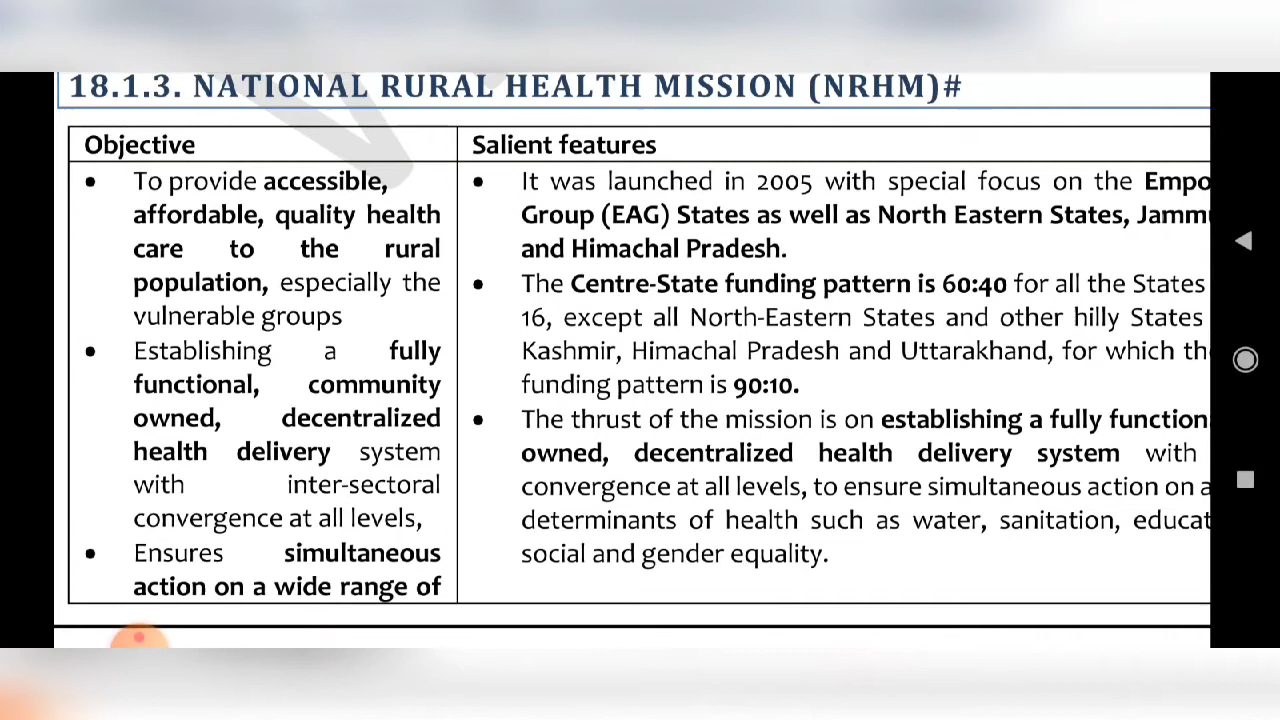 18.1.3. NATIONAL RURAL HEALTH MISSION (NRHM)#
Objective
• To provide accessible,
affordable, quality health
care to the rural
population, especially the
vulnerable groups
• Establishing a fully
functional, community
owned, decentralized
health delivery system
with inter-sectoral
convergence at all levels,
• Ensures simultaneous
action on a wide range of
Salient features
• It was launched in 2005 with special focus on the
Group (EAG) States as well as North Eastern States,
and Himachal Pradesh.
• The Centre-State funding pattern is 60:40 for all the States
16, except all North-Eastern States and other hilly States
Kashmir, Himachal Pradesh and Uttarakhand, for which
funding pattern is 90:10.
• The thrust of the mission is on establishing a fully
owned, decentralized health delivery system with
convergence at all levels, to ensure simultaneous action on
determinants of health such as water, sanitation,
social and gender equality.